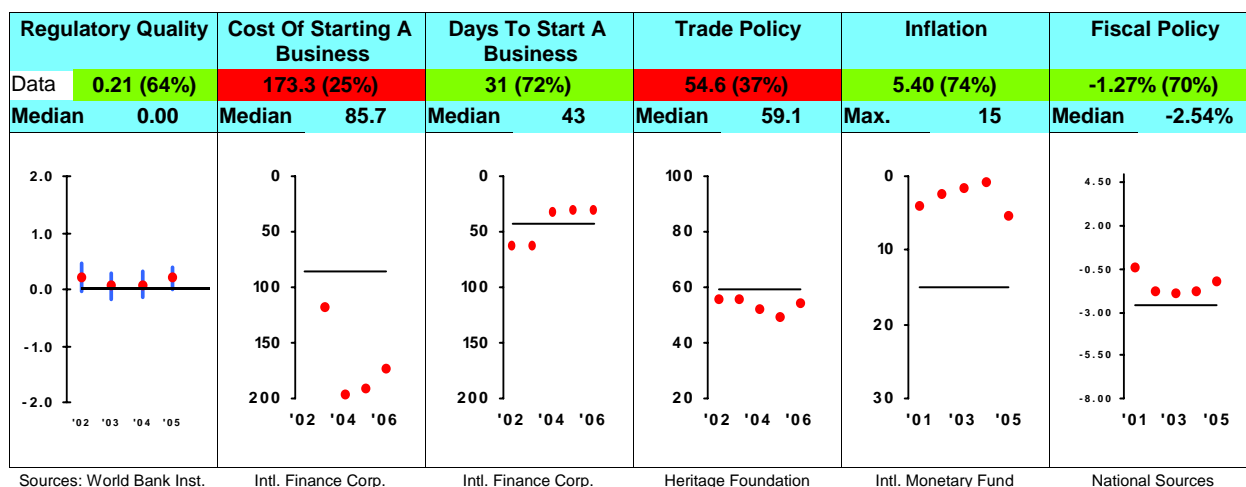 Regulatory Quality
Cost Of Starting A Business
Days To Start A Business
Trade Policy
Inflation
Fiscal Policy
Data 0.21 (64%) 173.3 (25%) 31 (72%) 54.6 (37%) 5.40 (74%) -1.27% (70%)
Median 0.00 Median 85.7 Median 43 Median 59.1 Max. 15 Median -2.54%
2.0
1.0
0.0
-1.0
-2.0
'02 '03 '04 '05
0
50
100
150
200
'02 '04 '06
0
50
100
150
200
'02 '04 '06
100
80
60
40
20
'02 '04 '06
0
10
20
30
'01 '03 '05
4.50
2.00
-0.50
-3.00
-5.50
-8.00
'01 '03 '05
Sources: World Bank Inst. Intl. Finance Corp. Intl. Finance Corp. Heritage Foundation Intl. Monetary Fund National Sources